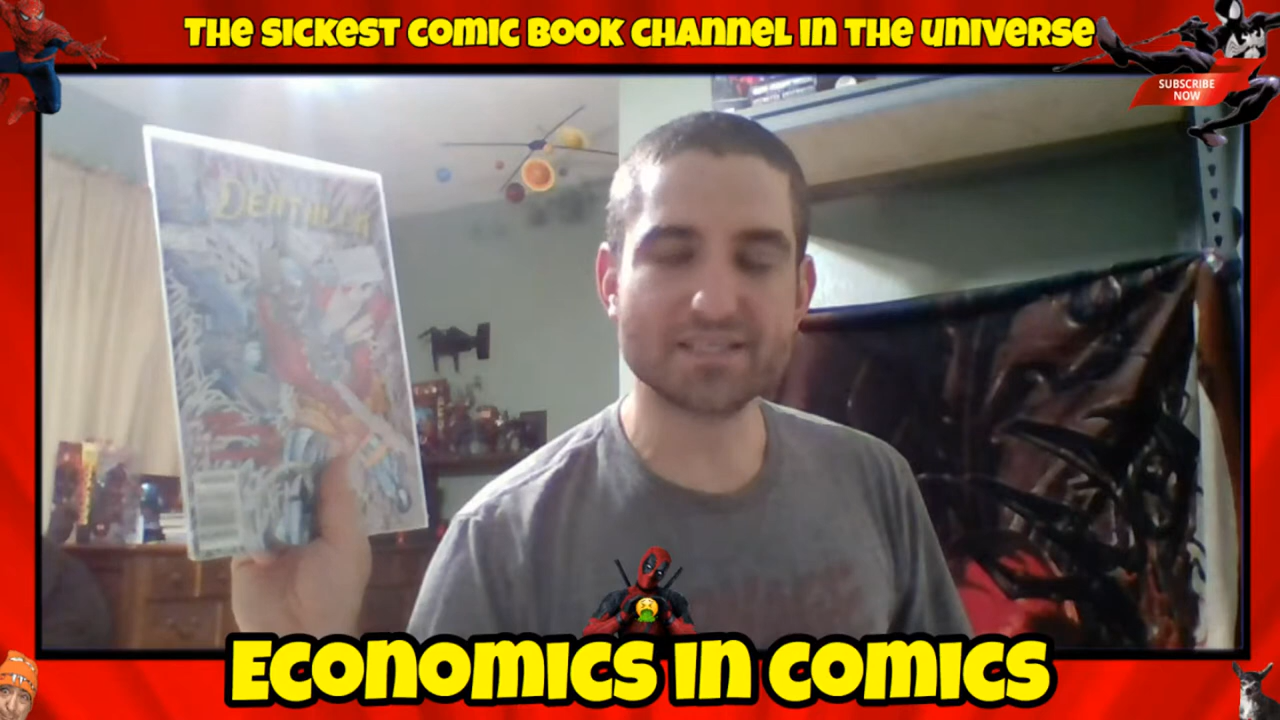 THE SICKEST COMIC BOOK CHANNEL IN THE UNIVERSE
SUBSCRIBE
NOW
DEATHLOK
ECONOMICS IN COMICS